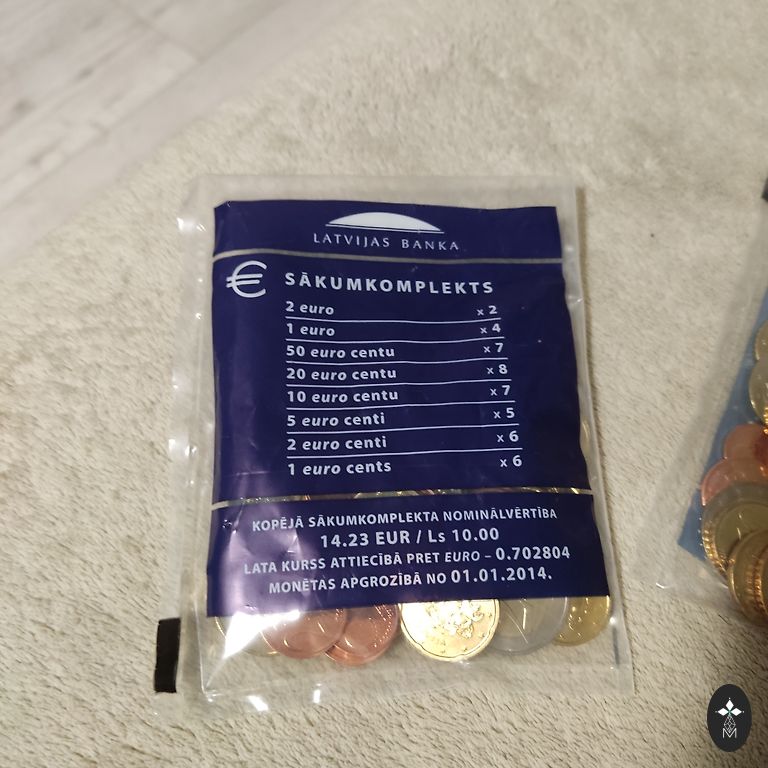 LATVIJAS BANKA
€ SĀKUMKOMPLEKTS
2 euro x 2
1 euro x 4
50 euro centu x 7
20 euro centu x 8
10 euro centu x 7
5 euro centi x 5
2 euro centi x 6
1 euro cents x 6
KOPĒJĀ SĀKUMKOMPLEKTA NOMINĀLVĒRTĪBA
14.23 EUR / Ls 10.00
LATA KURSS ATTIECĪBĀ PRET EURO – 0.702804
MONĒTAS APGROZĪBĀ NO 01.01.2014.
M